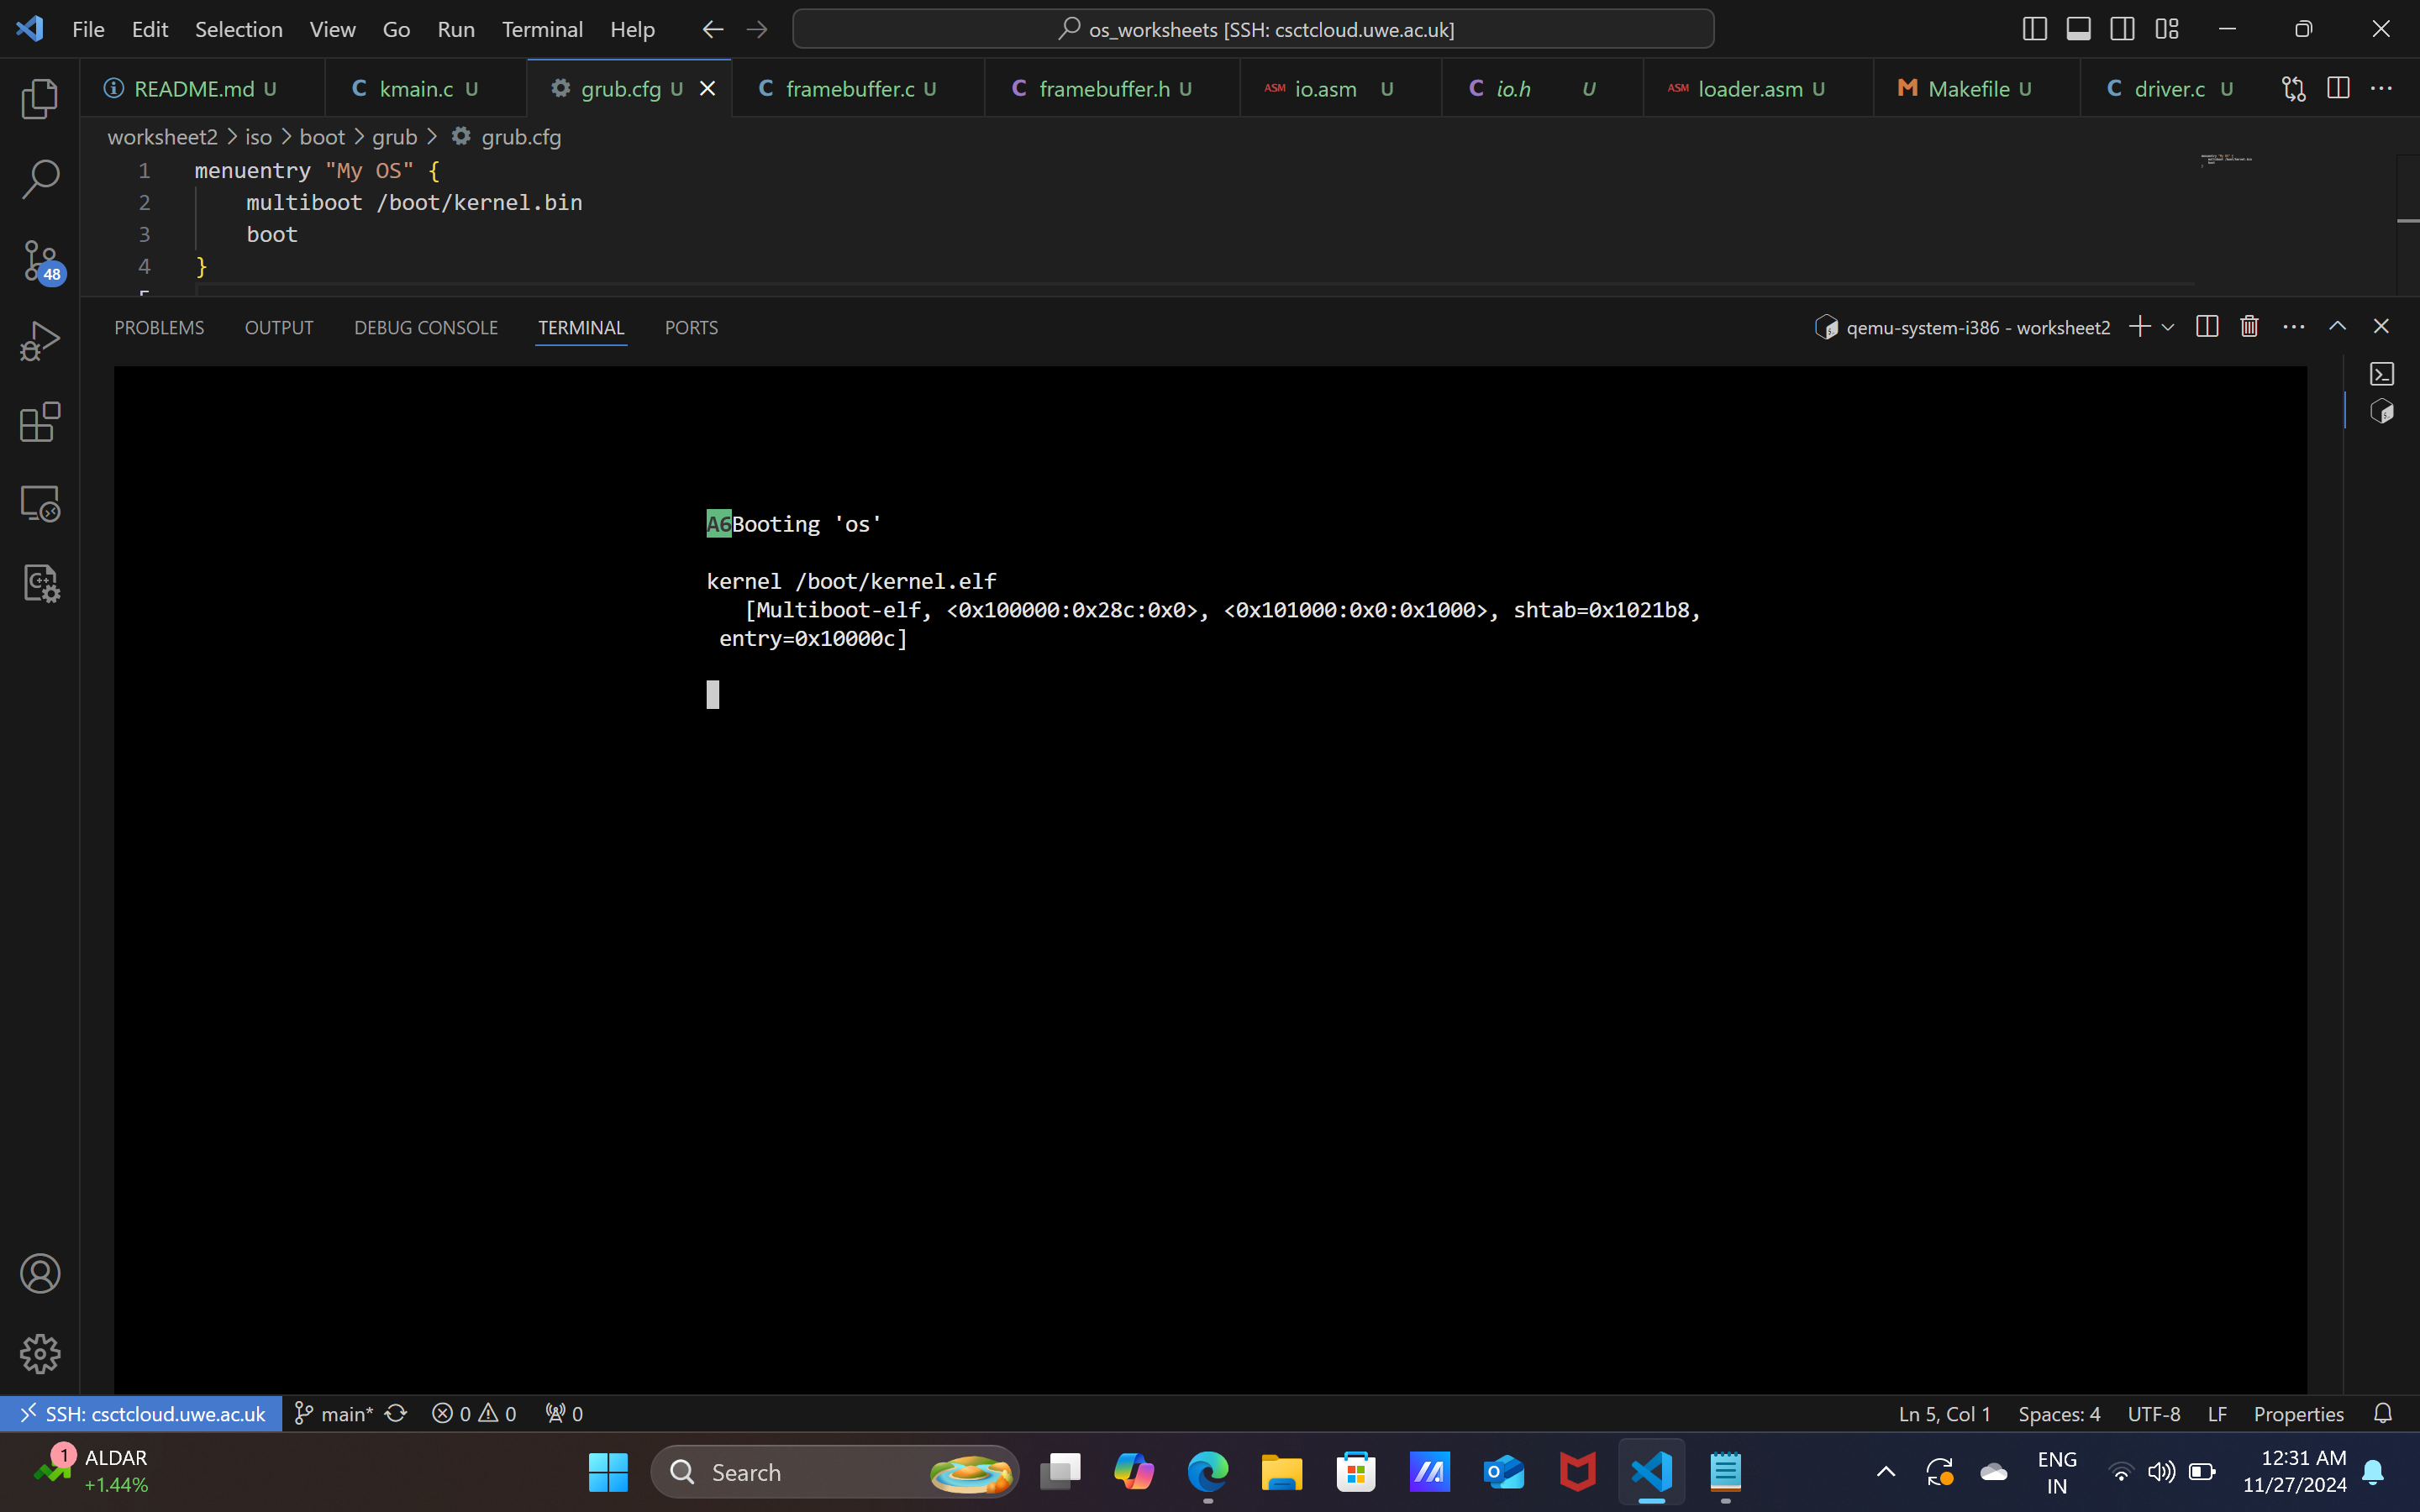 File Edit Selection View Go Run Terminal Help
os_worksheets [SSH: csctcloud.uwe.ac.uk]
README.md U
kmain.c U
grub.cfg U
framebuffer.c U
framebuffer.h U
ASM io.asm U
io.h U
ASM loader.asm U
Makefile U
driver.c U
worksheet2 > iso > boot > grub > grub.cfg
1 menuentry "My OS" {
2 multiboot /boot/kernel.bin
3 boot
4 }
5
48
PROBLEMS OUTPUT DEBUG CONSOLE TERMINAL PORTS
qemu-system-i386 - worksheet2
A6Booting 'os'
kernel /boot/kernel.elf
[Multiboot-elf, <0x100000:0x28c:0x0>, <0x101000:0x0:0x1000>, shtab=0x1021b8,
entry=0x10000c]
SSH: csctcloud.uwe.ac.uk main* 0 0 0
Ln 5, Col 1 Spaces: 4 UTF-8 LF Properties
1
ALDAR
+1.44%
Search
ENG
IN
12:31 AM
11/27/2024